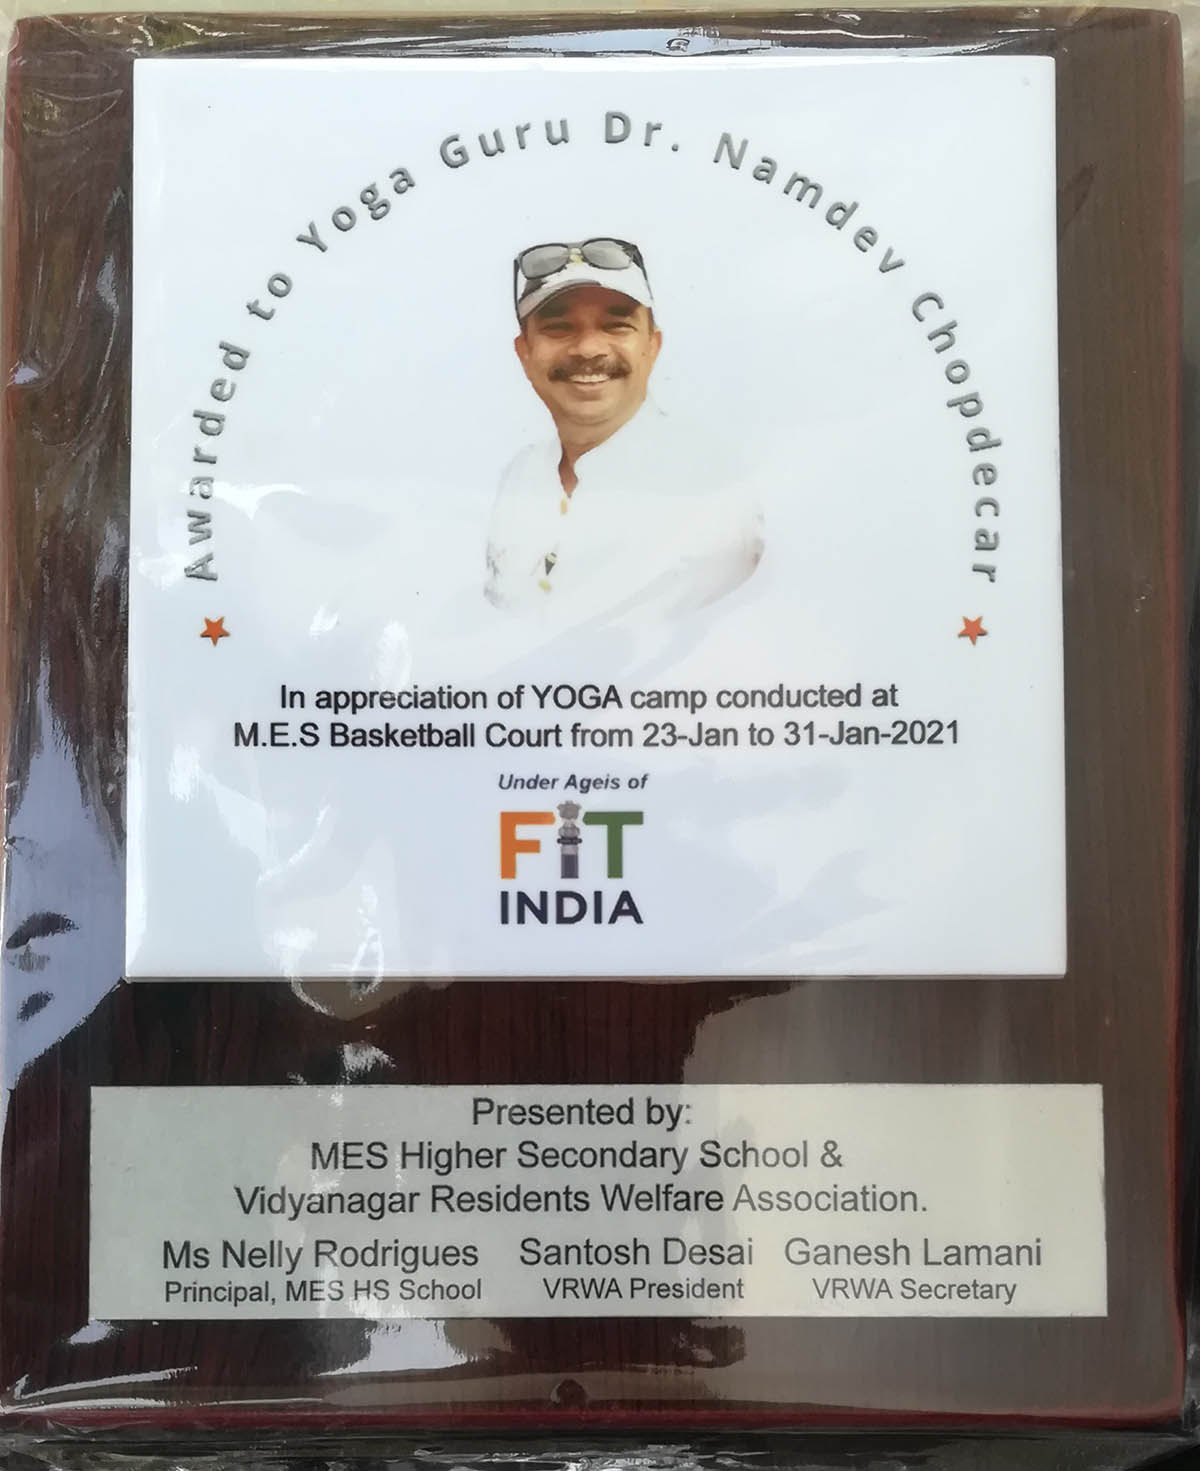 Awarded to Yoga Guru Dr. Namdev Chopdecar
In appreciation of YOGA camp conducted at
M.E.S Basketball Court from 23-Jan to 31-Jan-2021
Under Ageis of
FiT
INDIA
Presented by:
MES Higher Secondary School &
Vidyanagar Residents Welfare Association.
Ms Nelly Rodrigues Santosh Desai Ganesh Lamani
Principal, MES HS School VRWA President VRWA Secretary